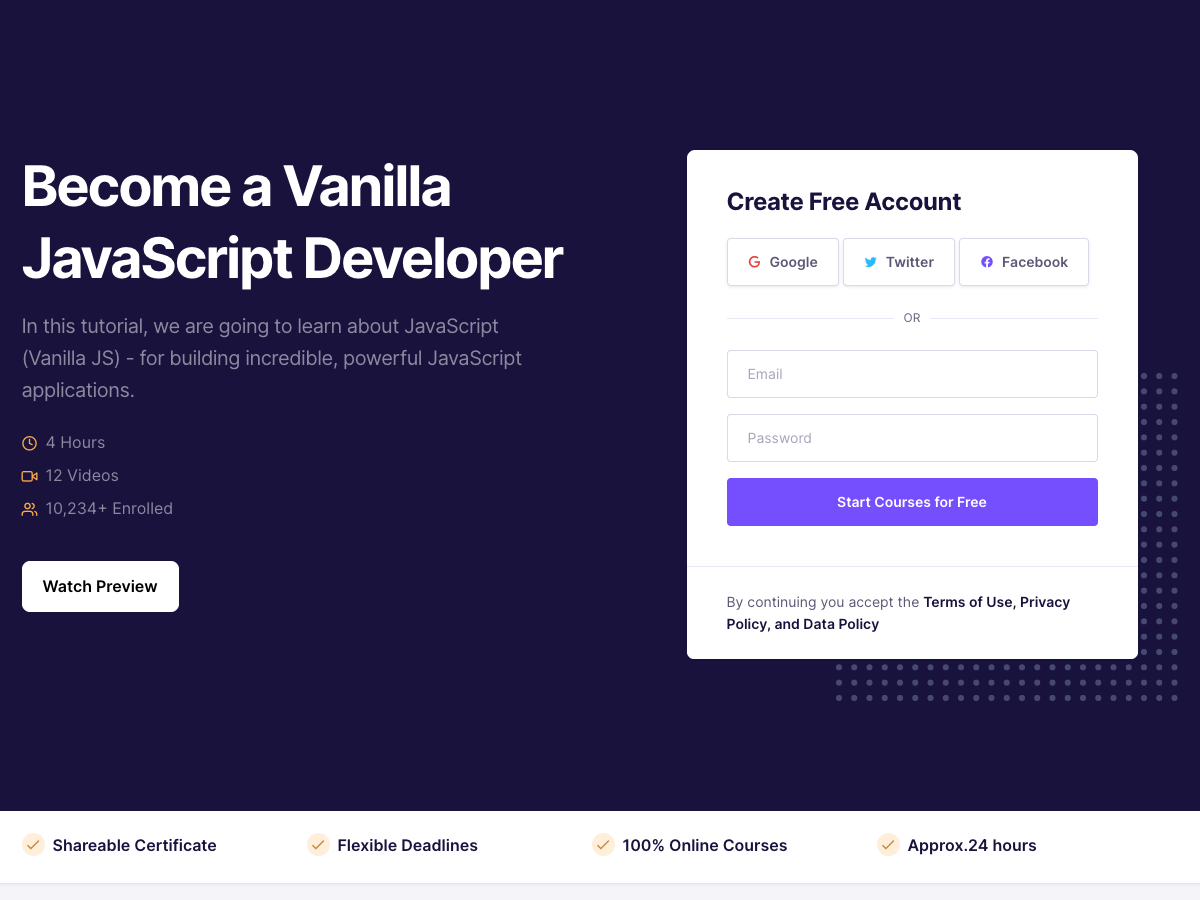 Become a Vanilla
JavaScript Developer
In this tutorial, we are going to learn about JavaScript
(Vanilla JS) - for building incredible, powerful JavaScript
applications.
4 Hours
12 Videos
10,234+ Enrolled
Watch Preview
Create Free Account
Google
Twitter
Facebook
OR
Email
Password
Start Courses for Free
By continuing you accept the Terms of Use, Privacy
Policy, and Data Policy
Shareable Certificate
Flexible Deadlines
100% Online Courses
Approx.24 hours